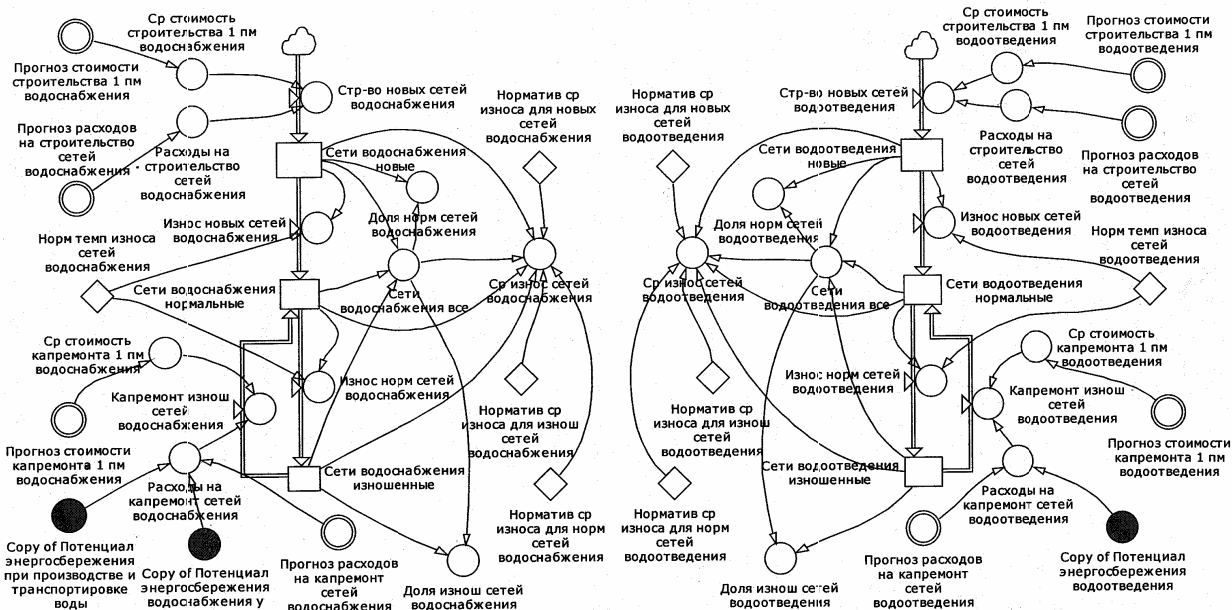 Ср стоимость
строительства 1 пм
водоснабжения
Прогноз стоимости
строительства 1 пм
водоснабжения
Стр-во новых сетей
водоснабжения
Прогноз расходов
на строительство
сетей
водоснабжения
Расходы на
строительство
сетей
водоснабжения
Сети водоснабжения
новые
Норматив ср
износа для новых
сетей
водоснабжения
Износ новых сетей
водоснабжения
Доля норм сетей
водоснабжения
Норм темп износа
сетей
водоснабжения
Сети водоснабжения
нормальные
Сети
водоснабжения все
Ср износ сетей
водоснабжения
Ср стоимость
капремонта 1 пм
водоснабжения
Износ норм сетей
водоснабжения
Капремонт изнош
сетей
водоснабжения
Норматив ср
износа для изнош
сетей
водоснабжения
Прогноз стоимости
капремонта 1 пм
водоснабжения
Сети водоснабжения
изношенные
Расходы на
капремонт сетей
водоснабжения
Норматив ср
износа для норм
сетей
водоснабжения
Copy of Потенциал
энергосбережения
при производстве и
транспортировке
воды
Copy of Потенциал
энергосбережения
водоснабжения у
Прогноз расходов
на капремонт
сетей
водоснабжения
Доля изнош сетей
водоснабжения
Ср стоимость
строительства 1 пм
водоотведения
Прогноз стоимости
строительства 1 пм
водоотведения
Стр-во новых сетей
водоотведения
Норматив ср
износа для новых
сетей
водоотведения
Сети водоотведения
новые
Расходы на
строительство
сетей
водоотведения
Прогноз расходов
на строительство
сетей
водоотведения
Доля норм сетей
водоотведения
Износ новых сетей
водоотведения
Норм темп износа
сетей
водоотведения
Ср износ сетей
водоотведения
Сети
водоотведения все
Сети водоотведения
нормальные
Ср стоимость
капремонта 1 пм
водоотведения
Износ норм сетей
водоотведения
Капремонт изнош
сетей
водоотведения
Норматив ср
износа для изнош
сетей
водоотведения
Прогноз стоимости
капремонта 1 пм
водоотведения
Сети водоотведения
изношенные
Расходы на
капремонт сетей
водоотведения
Норматив ср
износа для норм
сетей
водоотведения
Прогноз расходов
на капремонт
сетей
водоотведения
Copy of Потенциал
энергосбережения
водоотведения
Доля изнош сетей
водоотведения